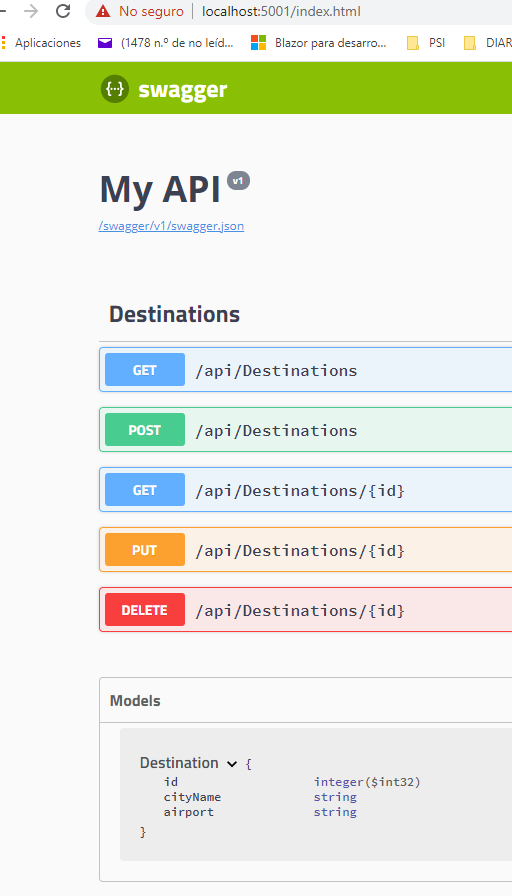 No seguro localhost:5001/index.html
Aplicaciones (1478 n.º de no leíd... Blazor para desarro... PSI DIAR
{··} swagger
My API v1
/swagger/v1/swagger.json
Destinations
GET /api/Destinations
POST /api/Destinations
GET /api/Destinations/{id}
PUT /api/Destinations/{id}
DELETE /api/Destinations/{id}
Models
Destination {
id integer($int32)
cityName string
airport string
}